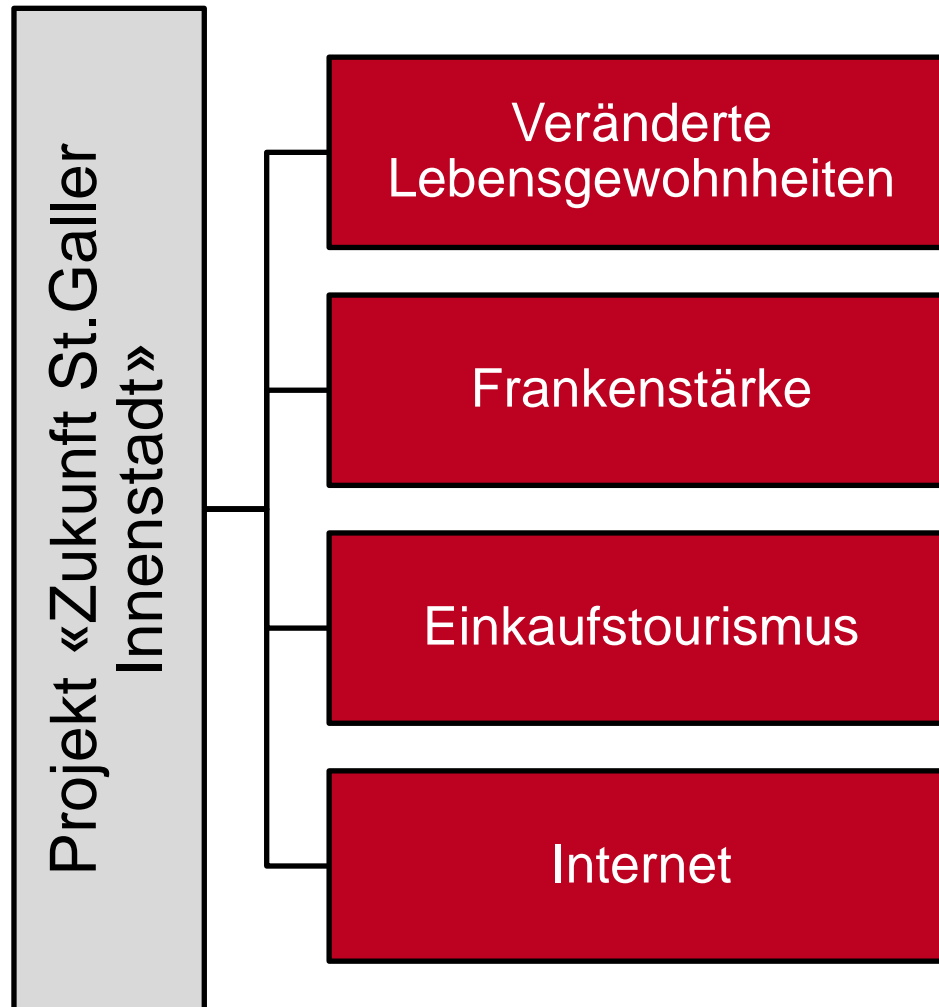 Projekt «Zukunft St.Galler
Innenstadt»
Veränderte
Lebensgewohnheiten
Frankenstärke
Einkaufstourismus
Internet